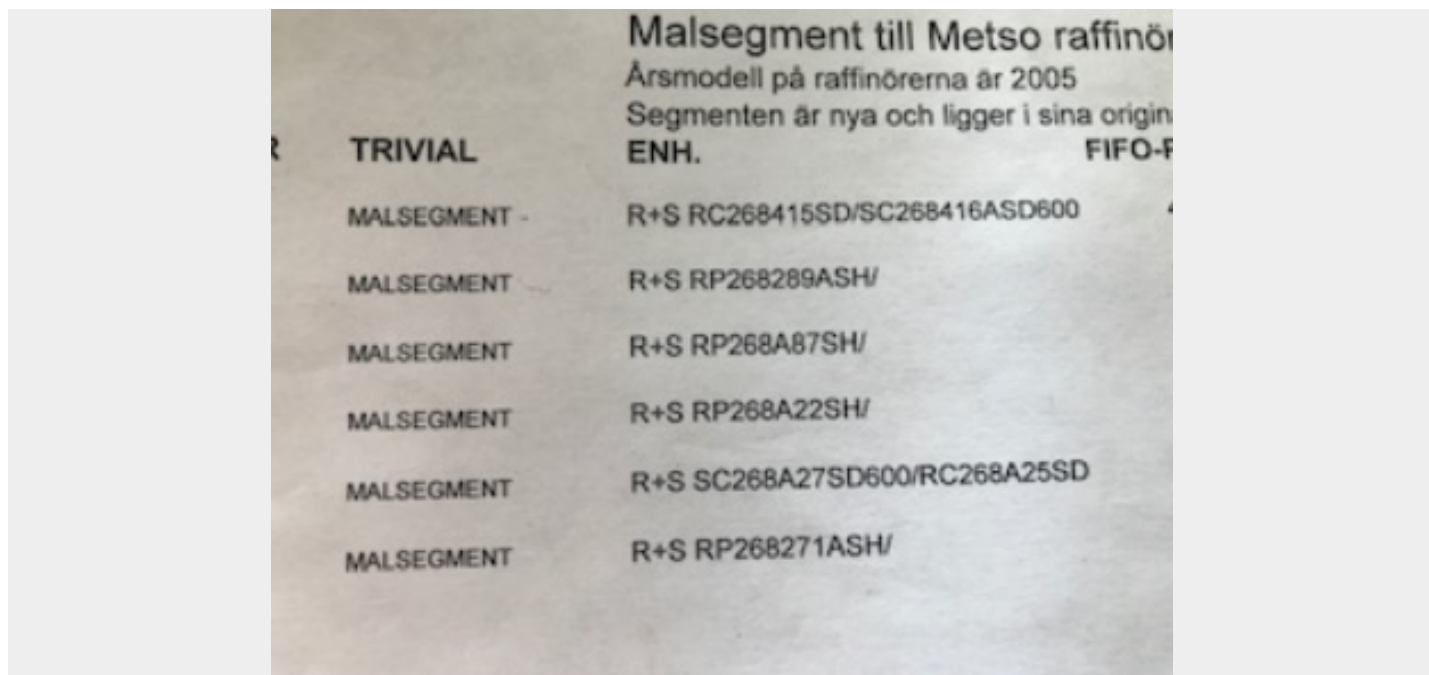 Malsegment till Metso raffinör
Årsmodell på raffinörerna är 2005
Segmenten är nya och ligger i sina origin
TRIVIAL ENH. FIFO-
MALSEGMENT - R+S RC268415SD/SC268416ASD600
MALSEGMENT R+S RP268289ASH/
MALSEGMENT R+S RP268A87SH/
MALSEGMENT R+S RP268A22SH/
MALSEGMENT R+S SC268A27SD600/RC268A25SD
MALSEGMENT R+S RP268271ASH/